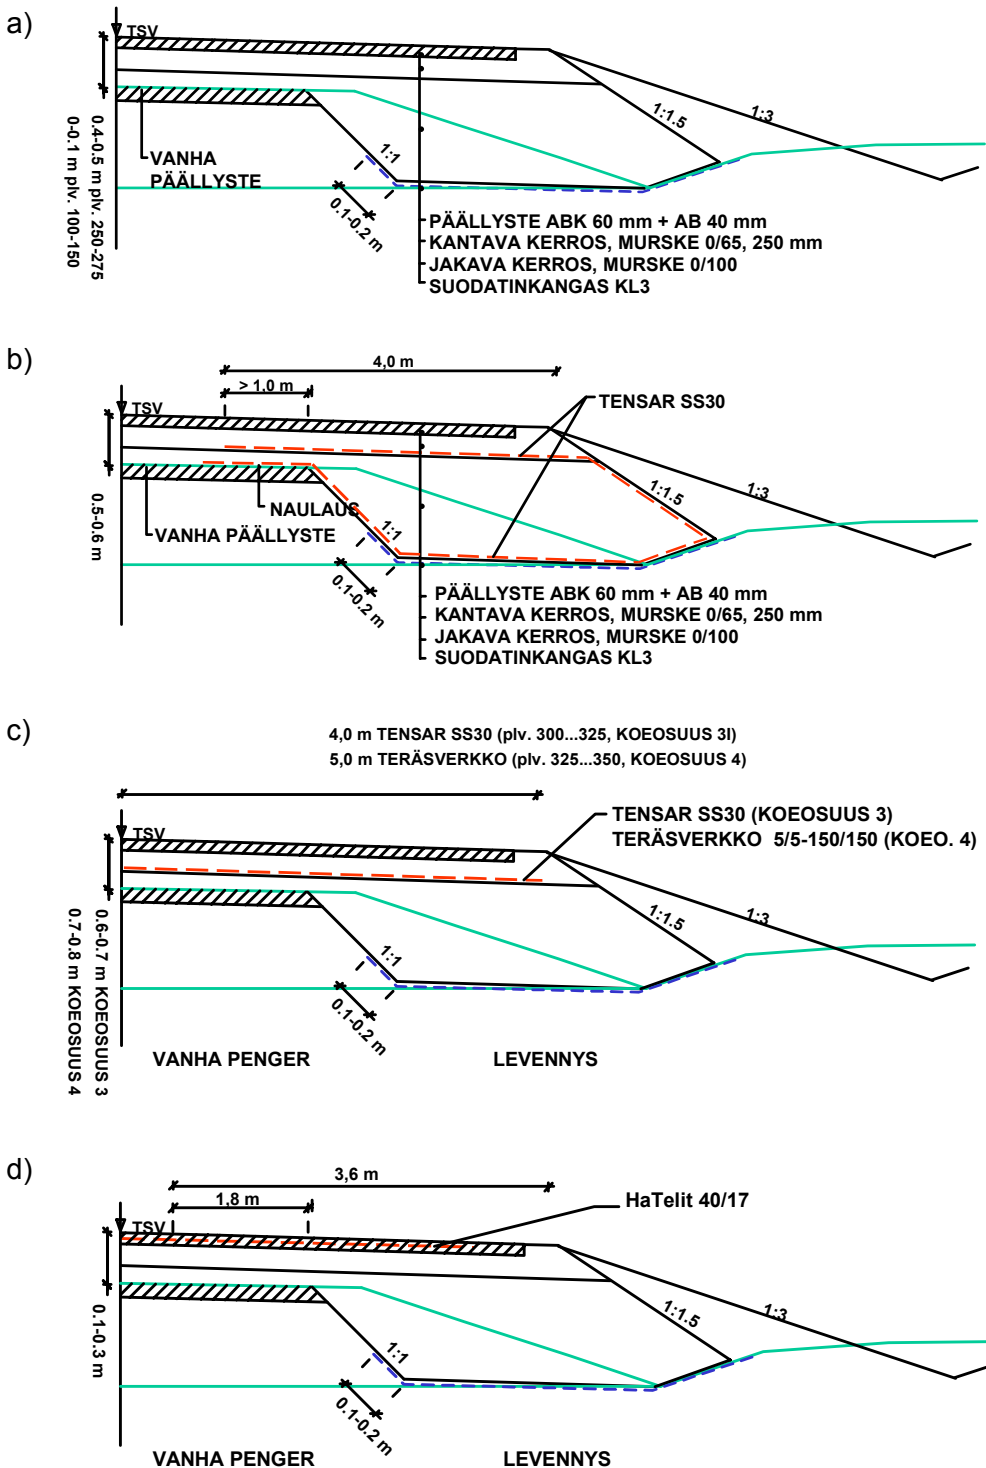 a)
TSV
0.4-0.5 m plv. 250-275
0-0.1 m plv. 100-150
VANHA
PÄÄLLYSTE
1:1
0.1-0.2 m
1:1.5
1:3
PÄÄLLYSTE ABK 60 mm + AB 40 mm
KANTAVA KERROS, MURSKE 0/65, 250 mm
JAKAVA KERROS, MURSKE 0/100
SUODATINKANGAS KL3
b)
4,0 m
> 1,0 m
TSV
TENSAR SS30
0.5-0.6 m
NAULAUS
VANHA PÄÄLLYSTE
1:1
0.1-0.2 m
1:1.5
1:3
PÄÄLLYSTE ABK 60 mm + AB 40 mm
KANTAVA KERROS, MURSKE 0/65, 250 mm
JAKAVA KERROS, MURSKE 0/100
SUODATINKANGAS KL3
c)
4,0 m TENSAR SS30 (plv. 300...325, KOEOSUUS 3I)
5,0 m TERÄSVERKKO (plv. 325...350, KOEOSUUS 4)
TSV
TENSAR SS30 (KOEOSUUS 3)
TERÄSVERKKO 5/5-150/150 (KOEO. 4)
0.6-0.7 m KOEOSUUS 3
0.7-0.8 m KOEOSUUS 4
1:1
0.1-0.2 m
1:1.5
1:3
VANHA PENGER
LEVENNYS
d)
3,6 m
1,8 m
TSV
HaTelit 40/17
0.1-0.3 m
1:1
0.1-0.2 m
1:1.5
1:3
VANHA PENGER
LEVENNYS